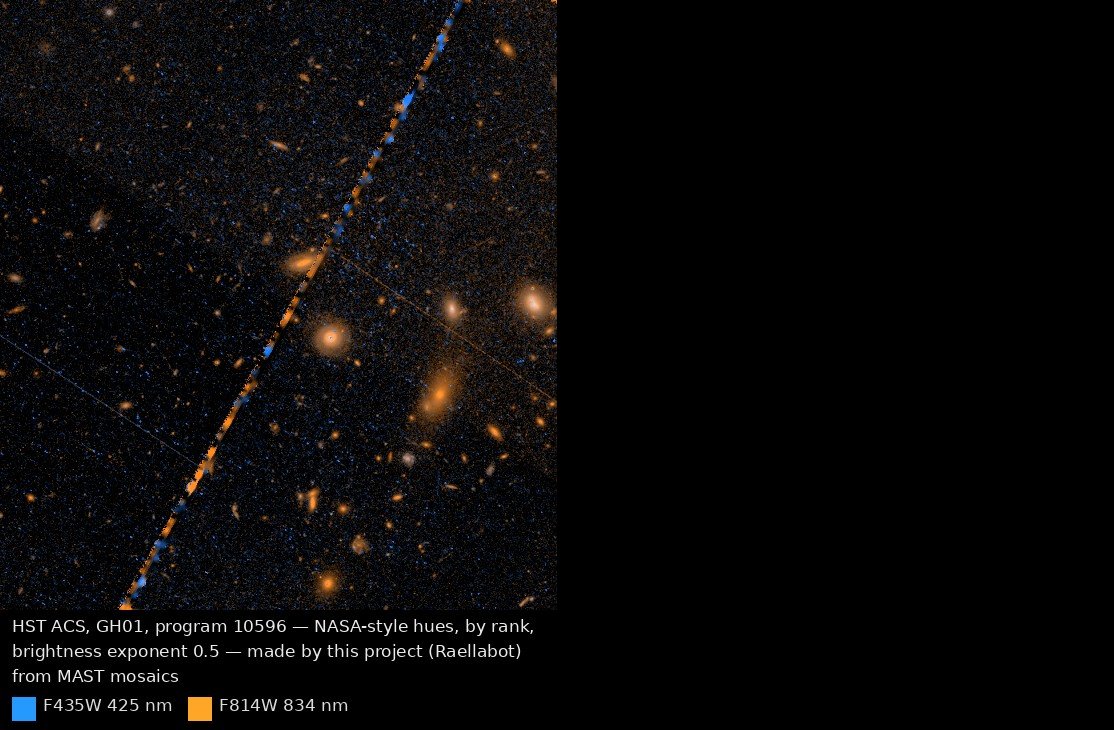 HST ACS, GH01, program 10596 — NASA-style hues, by rank,
brightness exponent 0.5 — made by this project (Raellabot)
from MAST mosaics
F435W 425 nm F814W 834 nm